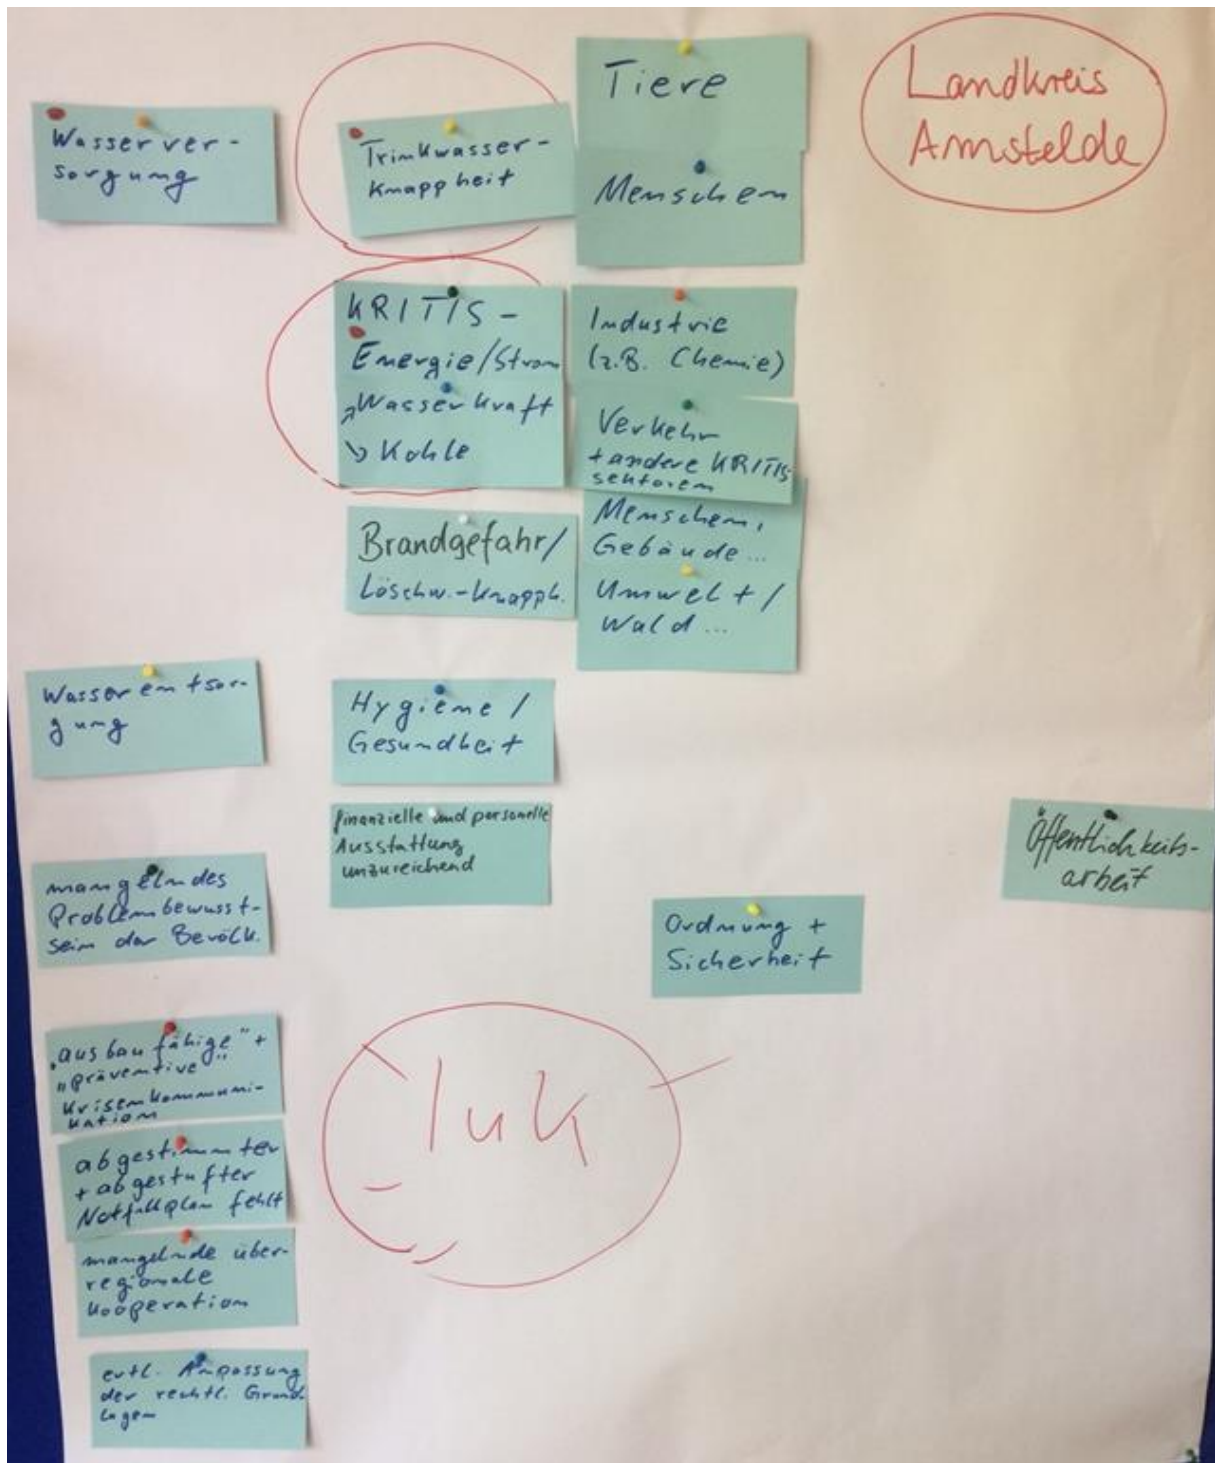 Landkreis
Arnstelde
Wasserver-
sorgung
Trinkwasser-
Knappheit
Tiere
Menschen
KRITIS-
Energie/Strom
Wasserkraft
Kohle
Industrie
(z.B. Chemie)
Verkehr
+andere KRITIS
sektoren
Brandgefahr/
Löschw.-knapph.
Menschen,
Gebäude...
Umwelt/
Wald...
Wasserentsor-
gung
Hygiene/
Gesundheit
finanzielle und personelle
Ausstattung
unzureichend
Öffentlichkeits-
arbeit
mangelndes
Problembewusst-
sein der Bevölk.
Ordnung +
Sicherheit
„ausbaufähige" +
„präventive"
Krisenkommuni-
kation
IuK
abgestimmter
+ abgestufter
Notfallplan fehlt
mangelnde über-
regionale
Kooperation
evtl. Anpassung
der rechtl. Grund
lagen